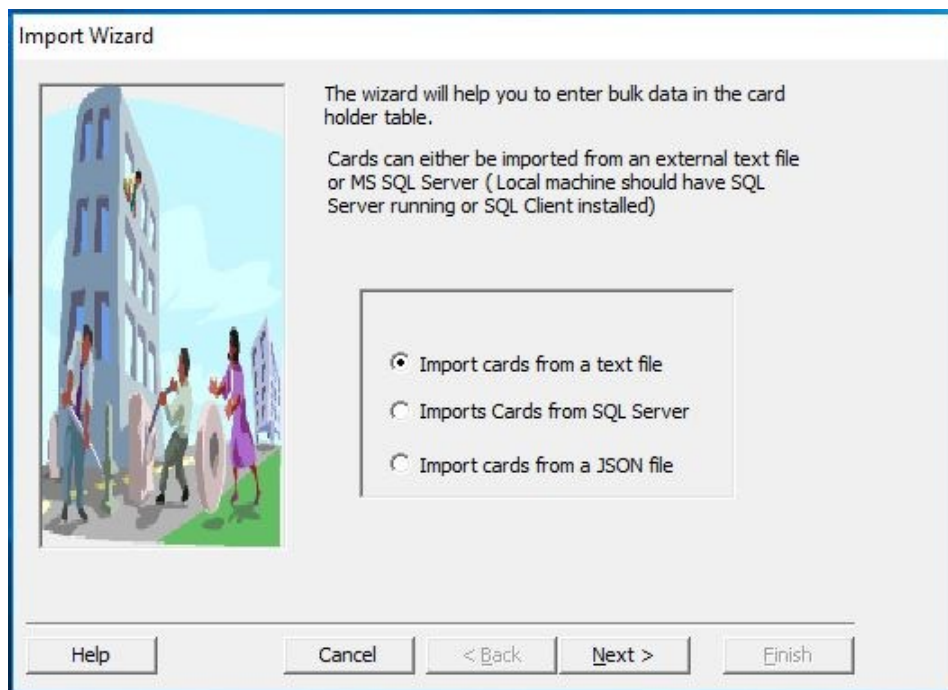 Import Wizard
The wizard will help you to enter bulk data in the card
holder table.
Cards can either be imported from an external text file
or MS SQL Server ( Local machine should have SQL
Server running or SQL Client installed)
Import cards from a text file
Imports Cards from SQL Server
Import cards from a JSON file
Help
Cancel
< Back
Next >
Finish